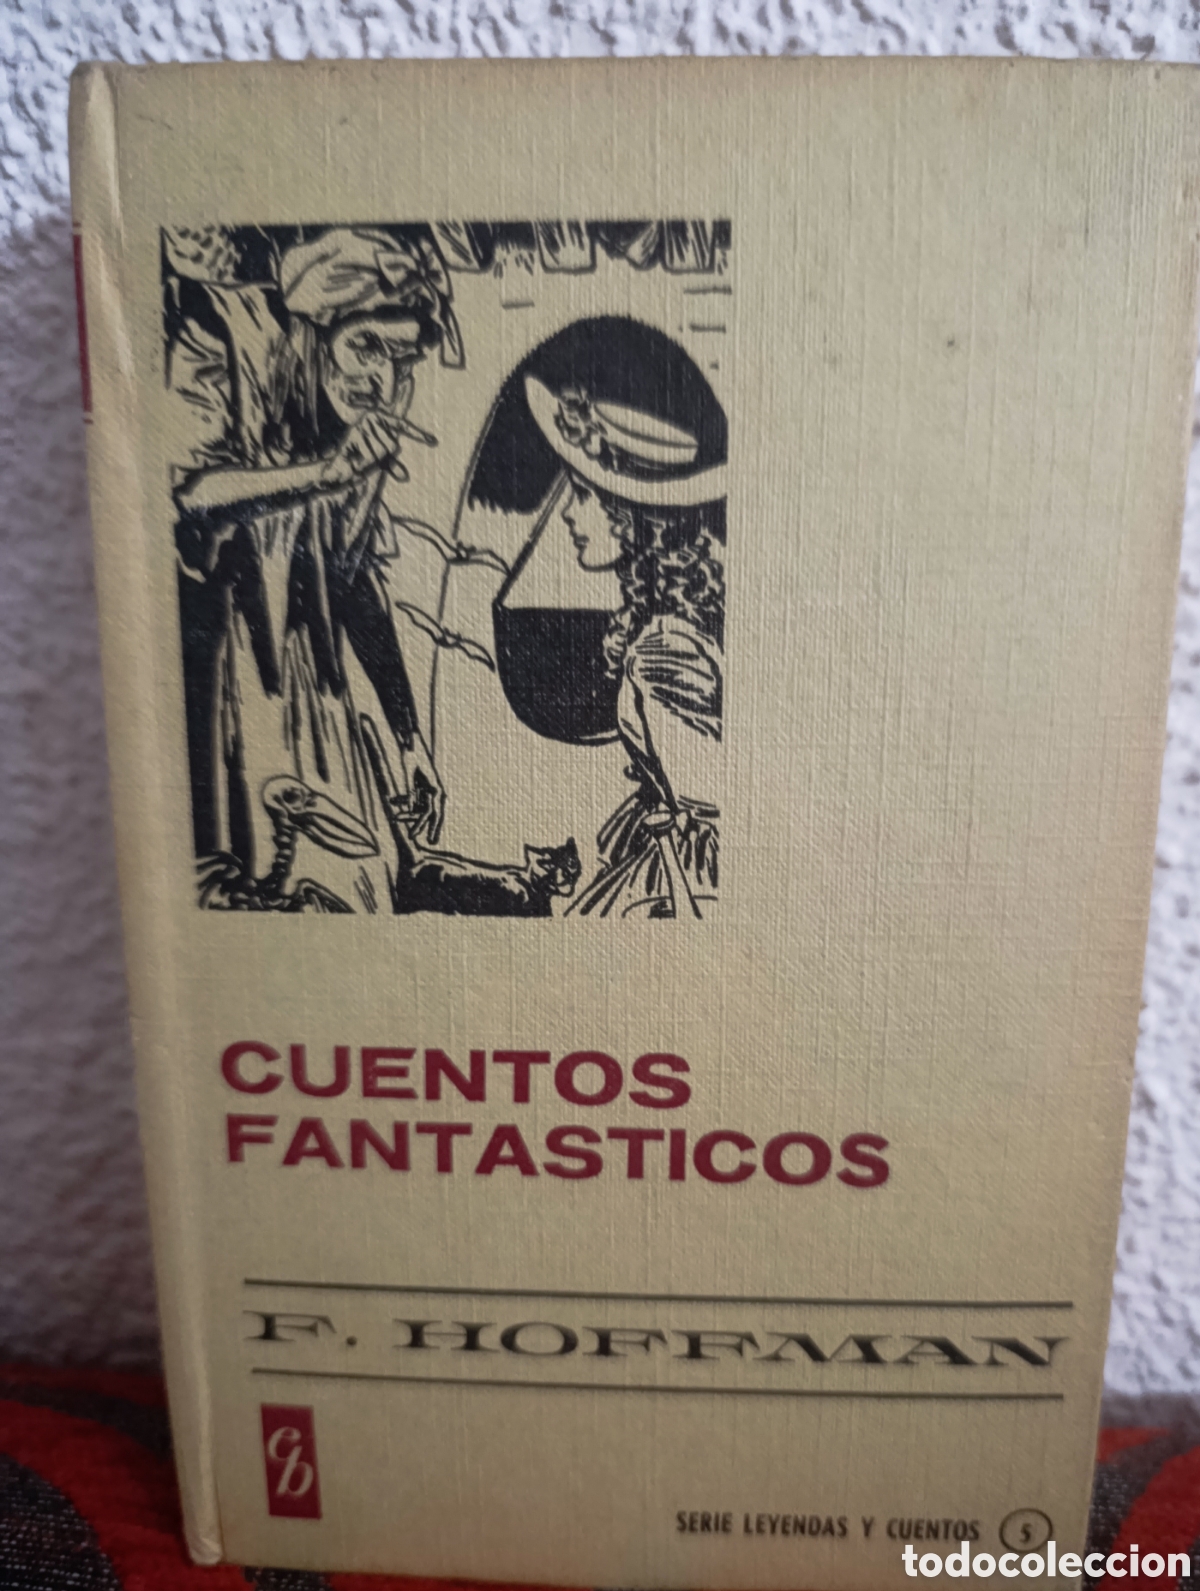 CUENTOS
FANTASTICOS
F. HOFFMAN
eb
SERIE LEYENDAS Y CUENTOS 5
todocoleccion